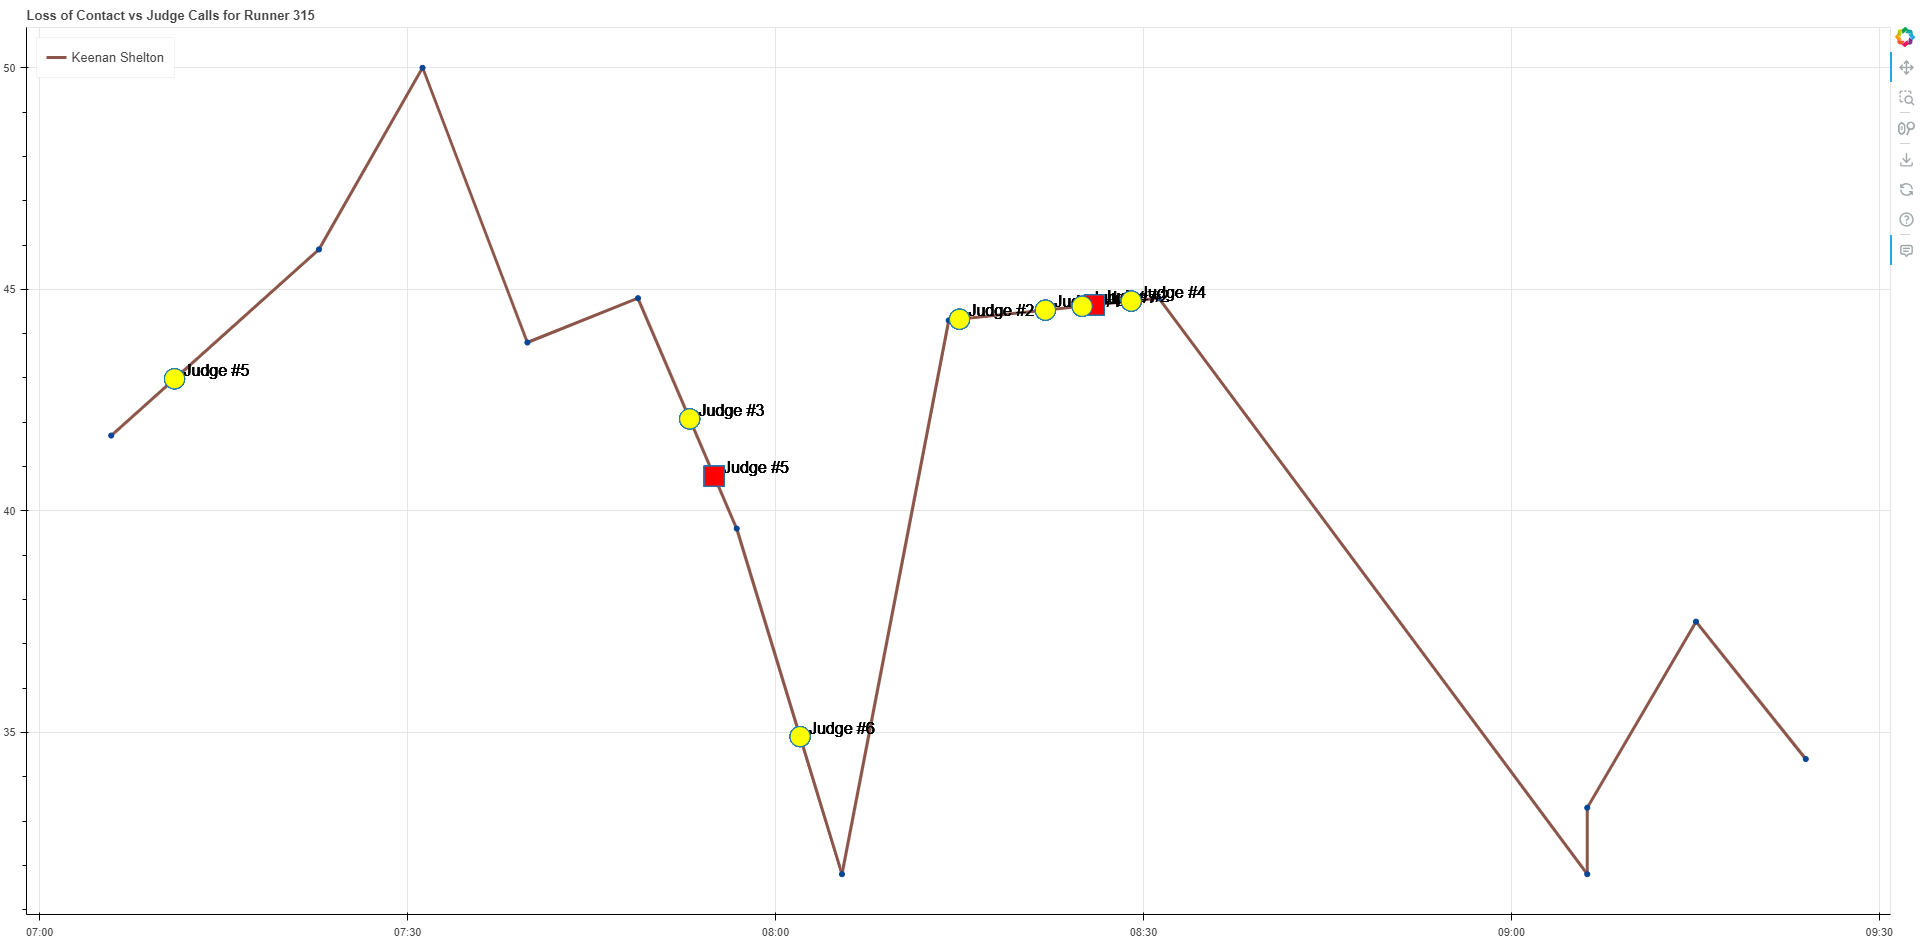 Loss of Contact vs Judge Calls for Runner 315
Keenan Shelton
50
45
40
35
Judge #5
Judge #3
Judge #5
Judge #6
Judge #2
Judge #4
07:00
07:30
08:00
08:30
09:00
09:30